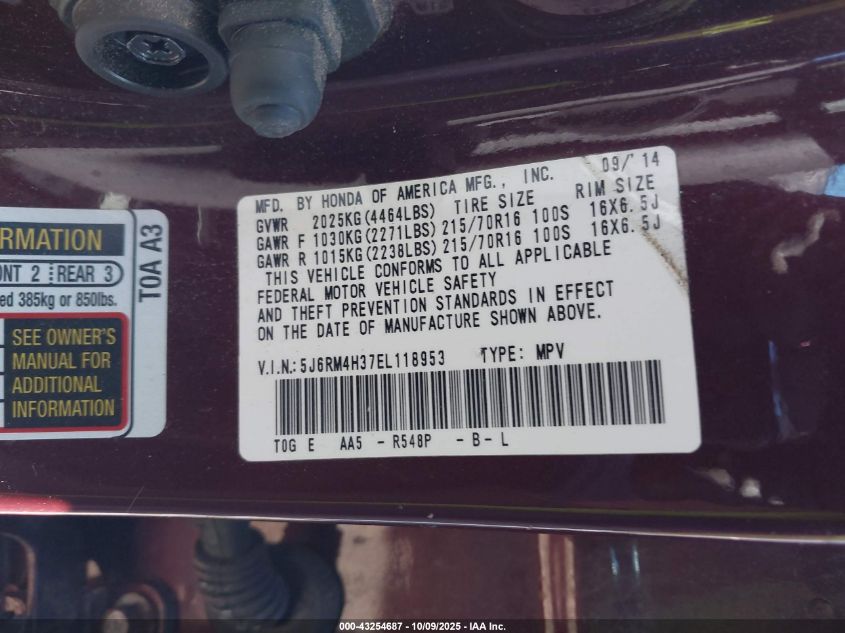 MFD. BY HONDA OF AMERICA MFG., INC. 09/'14
GVWR 2025KG(4464LBS) TIRE SIZE RIM SIZE
GAWR F 1030KG(2271LBS) 215/70R16 100S 16X6.5J
GAWR R 1015KG(2238LBS) 215/70R16 100S 16X6.5J
THIS VEHICLE CONFORMS TO ALL APPLICABLE
FEDERAL MOTOR VEHICLE SAFETY
AND THEFT PREVENTION STANDARDS IN EFFECT
ON THE DATE OF MANUFACTURE SHOWN ABOVE.
V.I.N.:5J6RM4H37EL118953 TYPE: MPV
T0G E AA5 - R548P - B - L
NT 2 REAR 3
ed 385kg or 850lbs.
SEE OWNER'S
MANUAL FOR
ADDITIONAL
INFORMATION
T0A A3
000-43254687 - 10/09/2025 - IAA Inc.